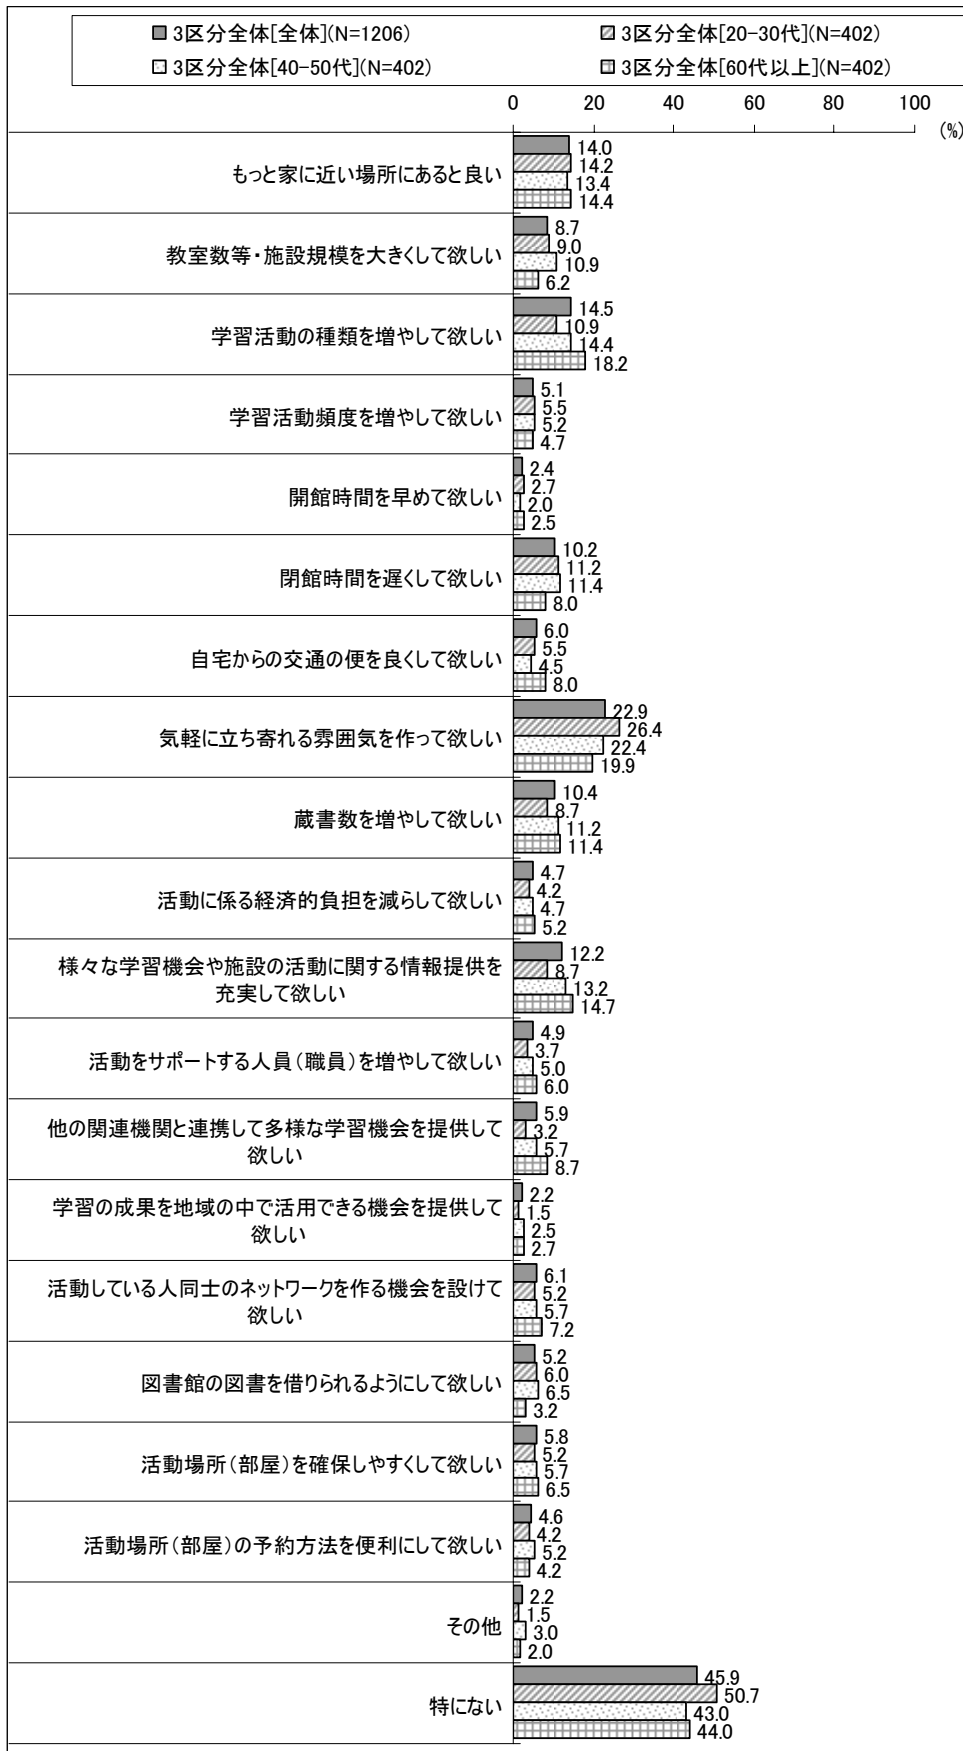 3区分全体[全体](N=1206)
3区分全体[20-30代](N=402)
3区分全体[40-50代](N=402)
3区分全体[60代以上](N=402)
0 20 40 60 80 100
(%)
もっと家に近い場所にあると良い
14.0
14.2
13.4
14.4
教室数等・施設規模を大きくして欲しい
8.7
9.0
10.9
6.2
学習活動の種類を増やして欲しい
14.5
10.9
14.4
18.2
学習活動頻度を増やして欲しい
5.1
5.5
5.2
4.7
開館時間を早めて欲しい
2.4
2.7
2.0
2.5
閉館時間を遅くして欲しい
10.2
11.2
11.4
8.0
自宅からの交通の便を良くして欲しい
6.0
5.5
4.5
8.0
気軽に立ち寄れる雰囲気を作って欲しい
22.9
26.4
22.4
19.9
蔵書数を増やして欲しい
10.4
8.7
11.2
11.4
活動に係る経済的負担を減らして欲しい
4.7
4.2
4.7
5.2
様々な学習機会や施設の活動に関する情報提供を
充実して欲しい
12.2
8.7
13.2
14.7
活動をサポートする人員(職員)を増やして欲しい
4.9
3.7
5.0
6.0
他の関連機関と連携して多様な学習機会を提供して
欲しい
5.9
3.2
5.7
8.7
学習の成果を地域の中で活用できる機会を提供して
欲しい
2.2
1.5
2.5
2.7
活動している人同士のネットワークを作る機会を設けて
欲しい
6.1
5.2
5.7
7.2
図書館の図書を借りられるようにして欲しい
5.2
6.0
6.5
3.2
活動場所(部屋)を確保しやすくして欲しい
5.8
5.2
5.7
6.5
活動場所(部屋)の予約方法を便利にして欲しい
4.6
4.2
5.2
4.2
その他
2.2
1.5
3.0
2.0
特にない
45.9
50.7
43.0
44.0